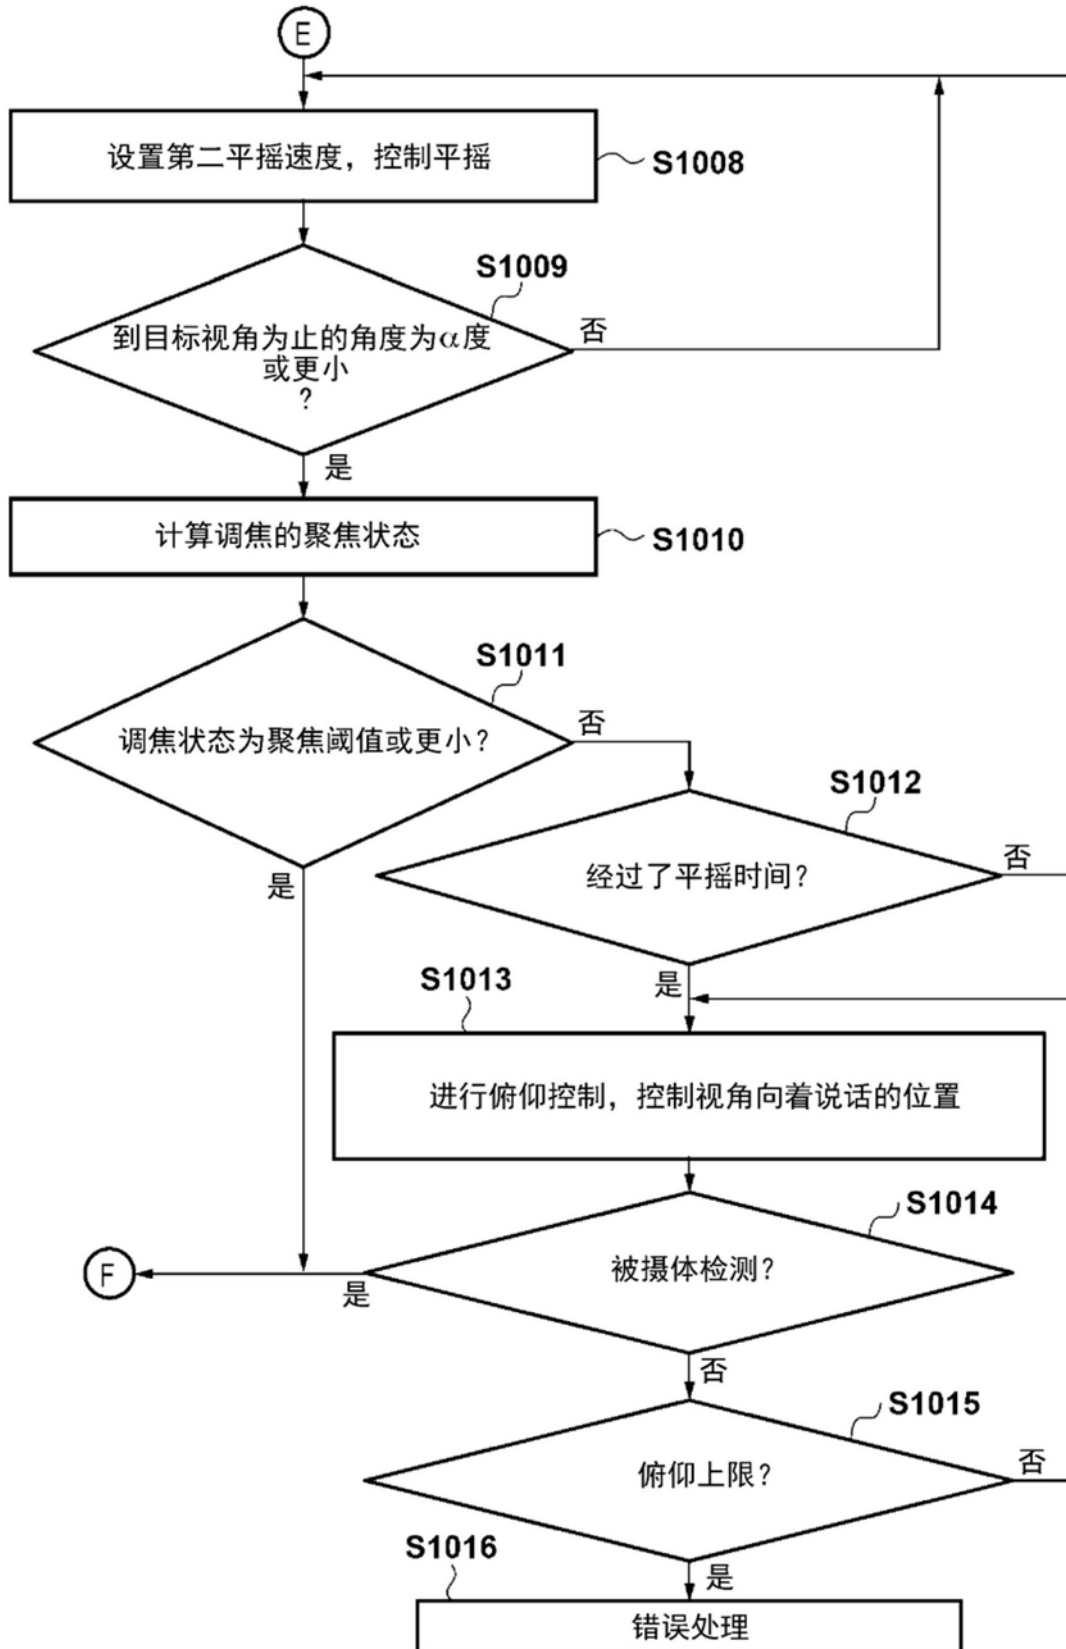 E
设置第二平摇速度，控制平摇
S1008
S1009
到目标视角为止的角度为α度
或更小
?
否
是
计算调焦的聚焦状态
S1010
S1011
调焦状态为聚焦阈值或更小?
否
是
S1012
经过了平摇时间?
否
是
S1013
进行俯仰控制，控制视角向着说话的位置
S1014
被摄体检测?
F
是
否
S1015
俯仰上限?
否
是
S1016
错误处理